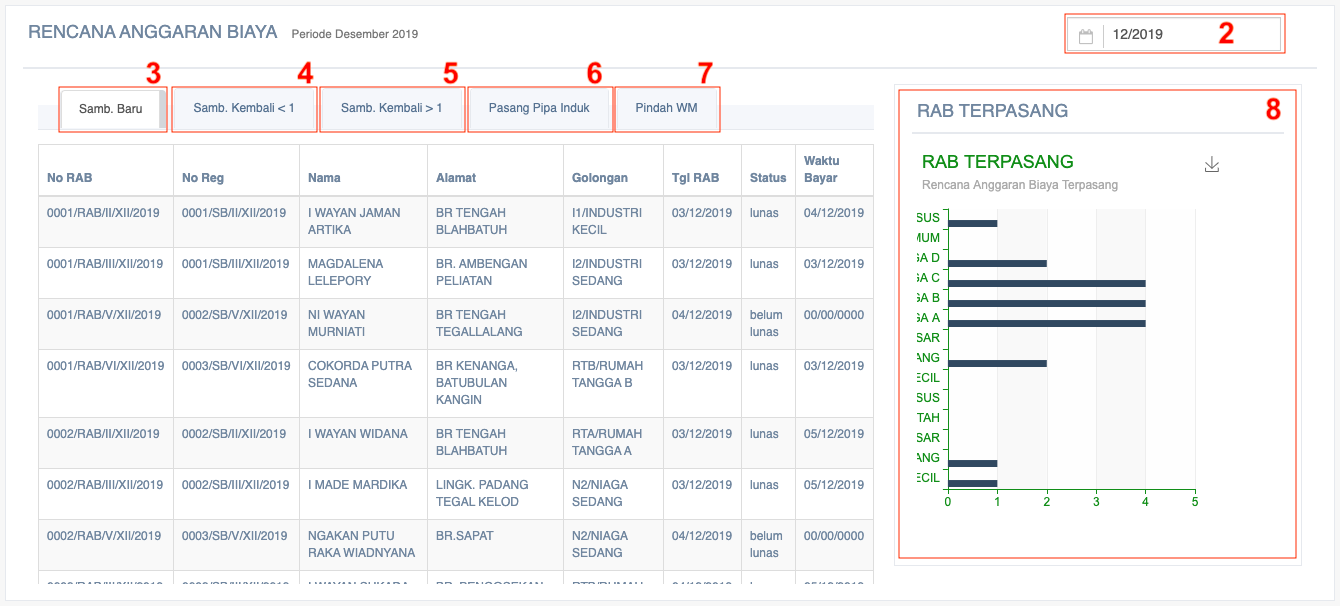 RENCANA ANGGARAN BIAYA Periode Desember 2019
12/2019 2
3 4 5 6 7
Samb. Baru Samb. Kembali < 1 Samb. Kembali > 1 Pasang Pipa Induk Pindah WM
No RAB No Reg Nama Alamat Golongan Tgl RAB Status Waktu
Bayar
0001/RAB/II/XII/2019 0001/SB/II/XII/2019 I WAYAN JAMAN BR TENGAH I1/INDUSTRI 03/12/2019 lunas 04/12/2019
ARTIKA BLAHBATUH KECIL
0001/RAB/III/XII/2019 0001/SB/III/XII/2019 MAGDALENA BR. AMBENGAN I2/INDUSTRI 03/12/2019 lunas 03/12/2019
LELEPORY PELIATAN SEDANG
0001/RAB/V/XII/2019 0002/SB/V/XII/2019 NI WAYAN BR TENGAH I2/INDUSTRI 04/12/2019 belum 00/00/0000
MURNIATI TEGALLALANG SEDANG lunas
0001/RAB/VI/XII/2019 0003/SB/VI/XII/2019 COKORDA PUTRA BR KENANGA, RTB/RUMAH 03/12/2019 lunas 03/12/2019
SEDANA BATUBULAN TANGGA B
KANGIN
0002/RAB/II/XII/2019 0002/SB/II/XII/2019 I WAYAN WIDANA BR TENGAH RTA/RUMAH 03/12/2019 lunas 05/12/2019
BLAHBATUH TANGGA A
0002/RAB/III/XII/2019 0002/SB/III/XII/2019 I MADE MARDIKA LINGK. PADANG N2/NIAGA 03/12/2019 lunas 05/12/2019
TEGAL KELOD SEDANG
0002/RAB/V/XII/2019 0003/SB/V/XII/2019 NGAKAN PUTU BR.SAPAT N2/NIAGA 04/12/2019 belum 00/00/0000
RAKA WIADNYANA SEDANG lunas
RAB TERPASANG 8
RAB TERPASANG
Rencana Anggaran Biaya Terpasang
SUS
MUM
GA D
GA C
GA B
GA A
SAR
ANG
ECIL
SUS
TAH
SAR
ANG
ECIL
0 1 2 3 4 5